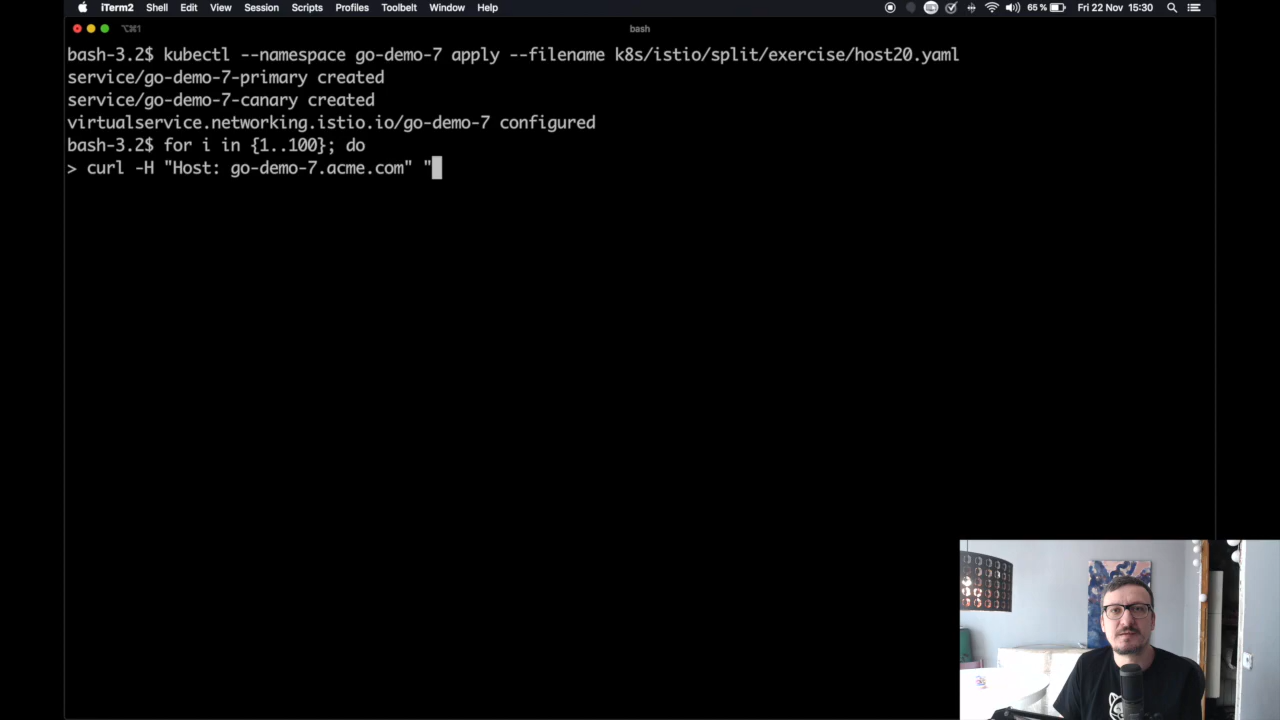 iTerm2 Shell Edit View Session Scripts Profiles Toolbelt Window Help 65 % Fri 22 Nov 15:30
⌥⌘1 bash
bash-3.2$ kubectl --namespace go-demo-7 apply --filename k8s/istio/split/exercise/host20.yaml
service/go-demo-7-primary created
service/go-demo-7-canary created
virtualservice.networking.istio.io/go-demo-7 configured
bash-3.2$ for i in {1..100}; do
> curl -H "Host: go-demo-7.acme.com" "